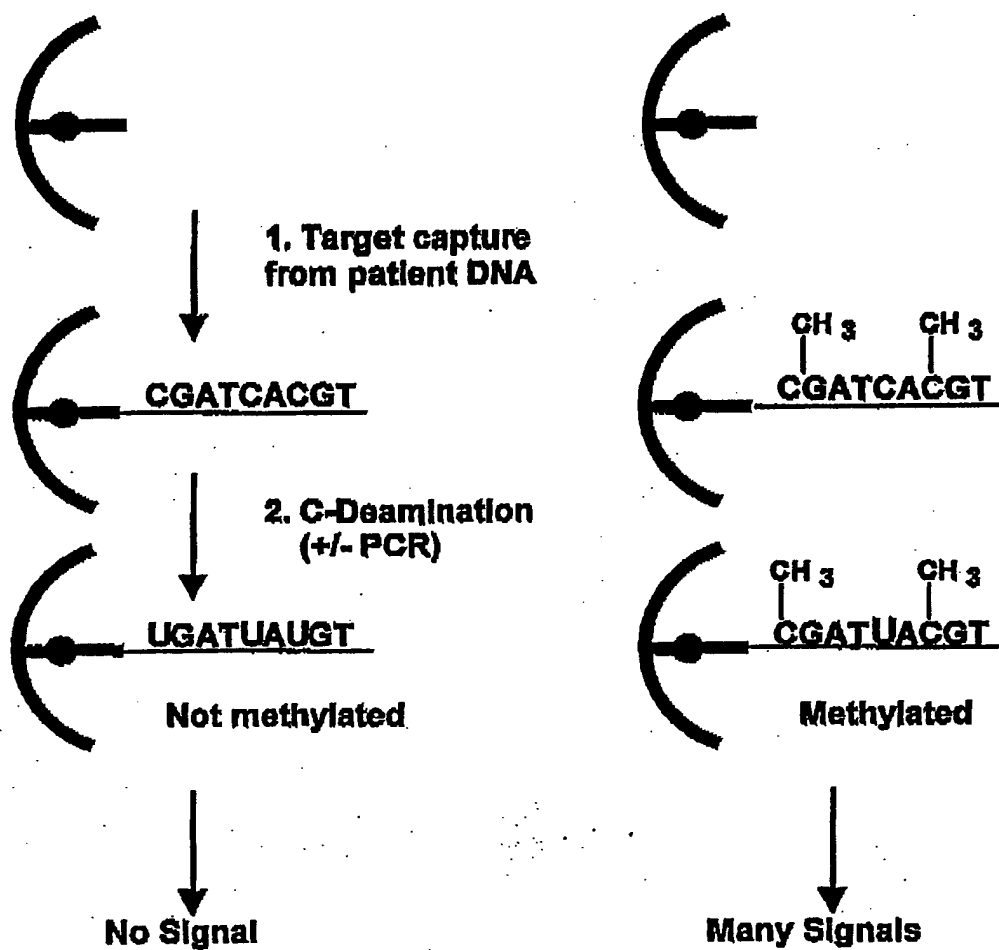 1. Target capture
from patient DNA
CGATCACGT
CH 3 CH 3
CGATCACGT
2. C-Deamination
(+/- PCR)
UGATUAUGT
CH 3 CH 3
CGATUACGT
Not methylated
Methylated
No Signal
Many Signals